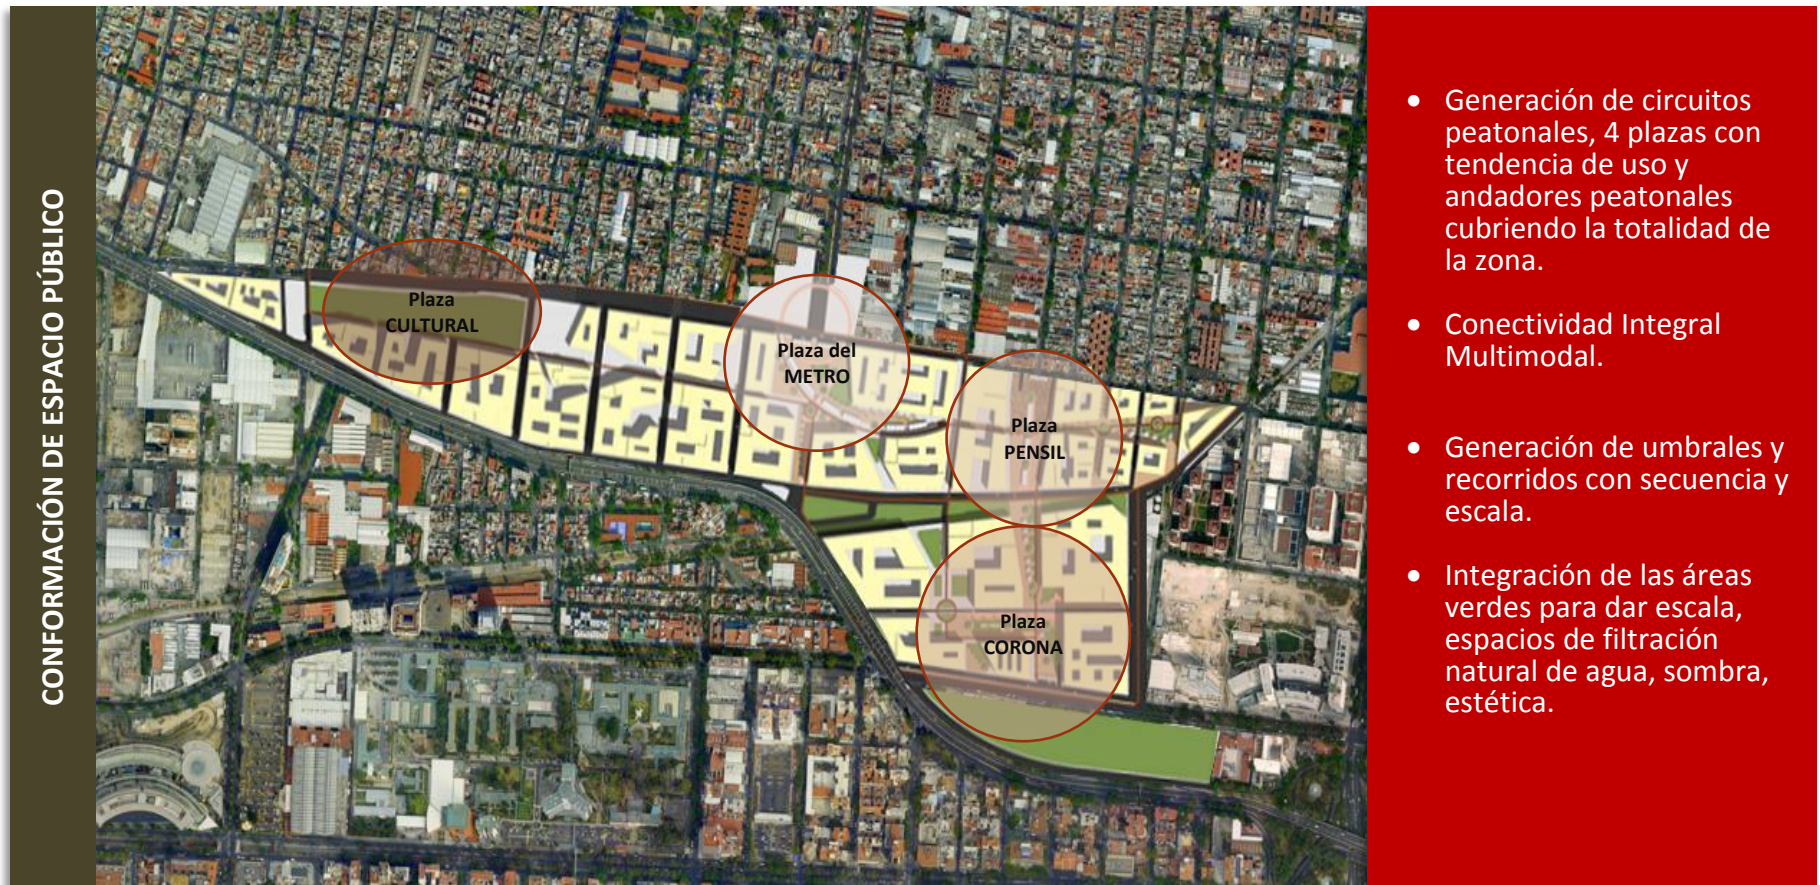 CONFORMACIÓN DE ESPACIO PÚBLICO
Plaza
CULTURAL
Plaza del
METRO
Plaza
PENSIL
Plaza
CORONA
• Generación de circuitos
peatonales, 4 plazas con
tendencia de uso y
andadores peatonales
cubriendo la totalidad de
la zona.
• Conectividad Integral
Multimodal.
• Generación de umbrales y
recorridos con secuencia y
escala.
• Integración de las áreas
verdes para dar escala,
espacios de filtración
natural de agua, sombra,
estética.